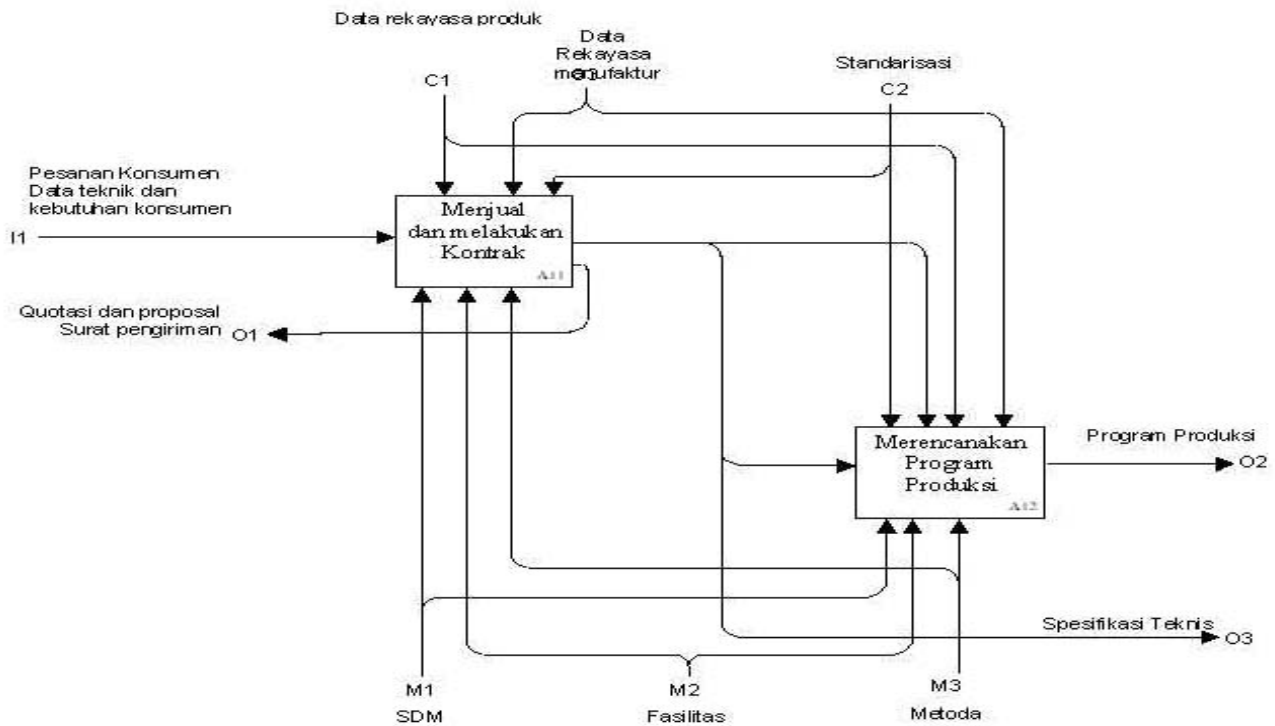 Data rekayasa produk
Data
Rekayasa
manufaktur
Standarisasi
C1
C2
Pesanan Konsumen
Data teknik dan
kebutuhan konsumen
I1
Menjual
dan melakukan
Kontrak
A11
Quotasi dan proposal
Surat pengiriman
O1
Merencanakan
Program
Produksi
A12
Program Produksi
O2
Spesifikasi Teknis
O3
M1
SDM
M2
Fasilitas
M3
Metoda